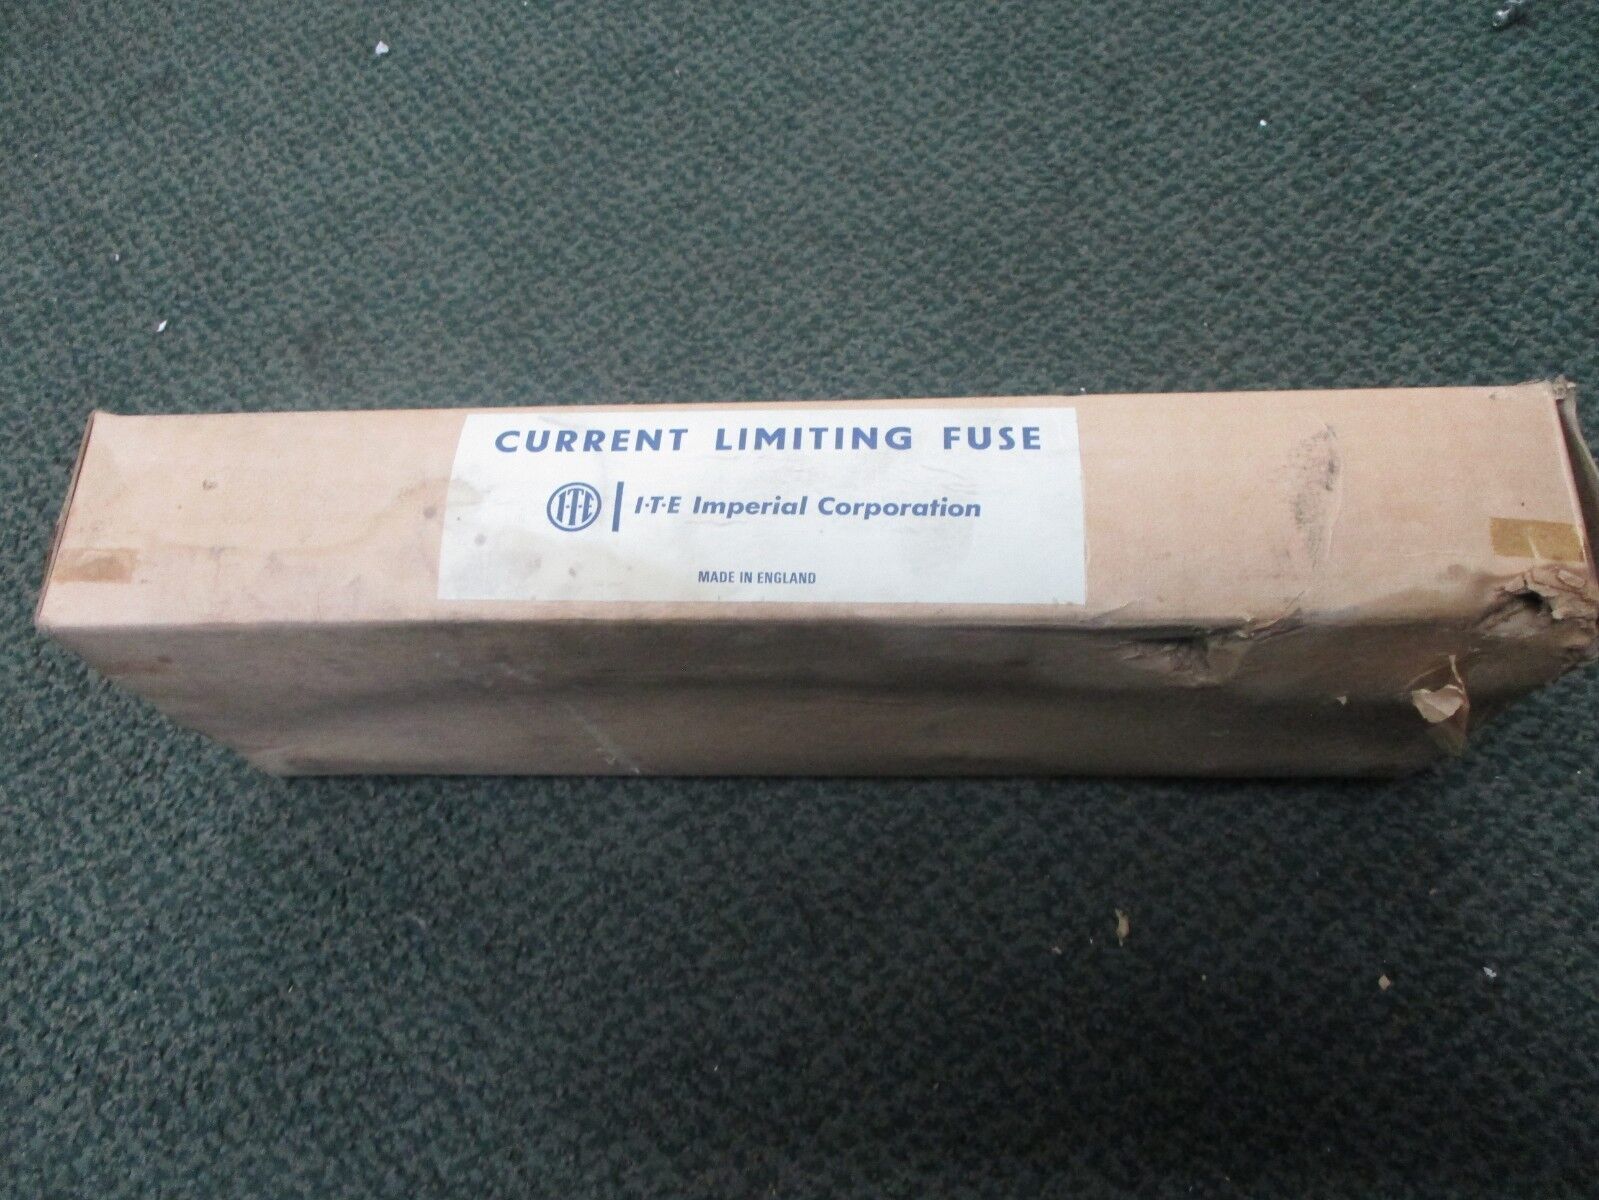 CURRENT LIMITING FUSE
I·T·E | I·T·E Imperial Corporation
MADE IN ENGLAND